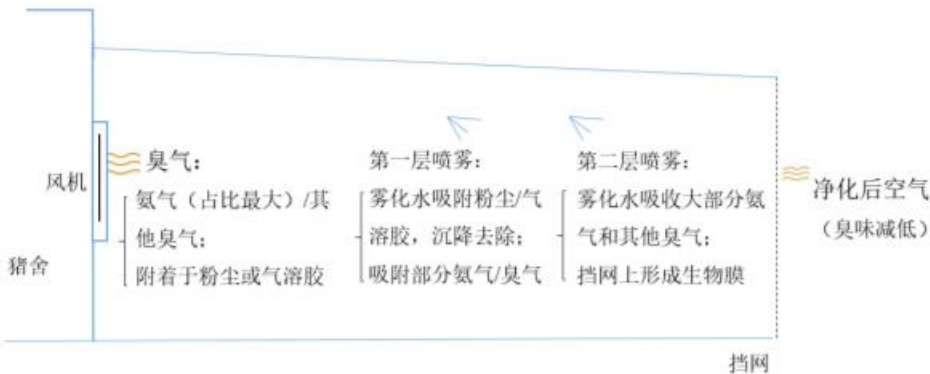 风机
猪舍
臭气：
氨气（占比最大）/其
他臭气；
附着于粉尘或气溶胶
第一层喷雾：
雾化水吸附粉尘/气
溶胶，沉降去除；
吸附部分氨气/臭气
第二层喷雾：
雾化水吸收大部分氨
气和其他臭气；
挡网上形成生物膜
净化后空气
（臭味减低）
挡网